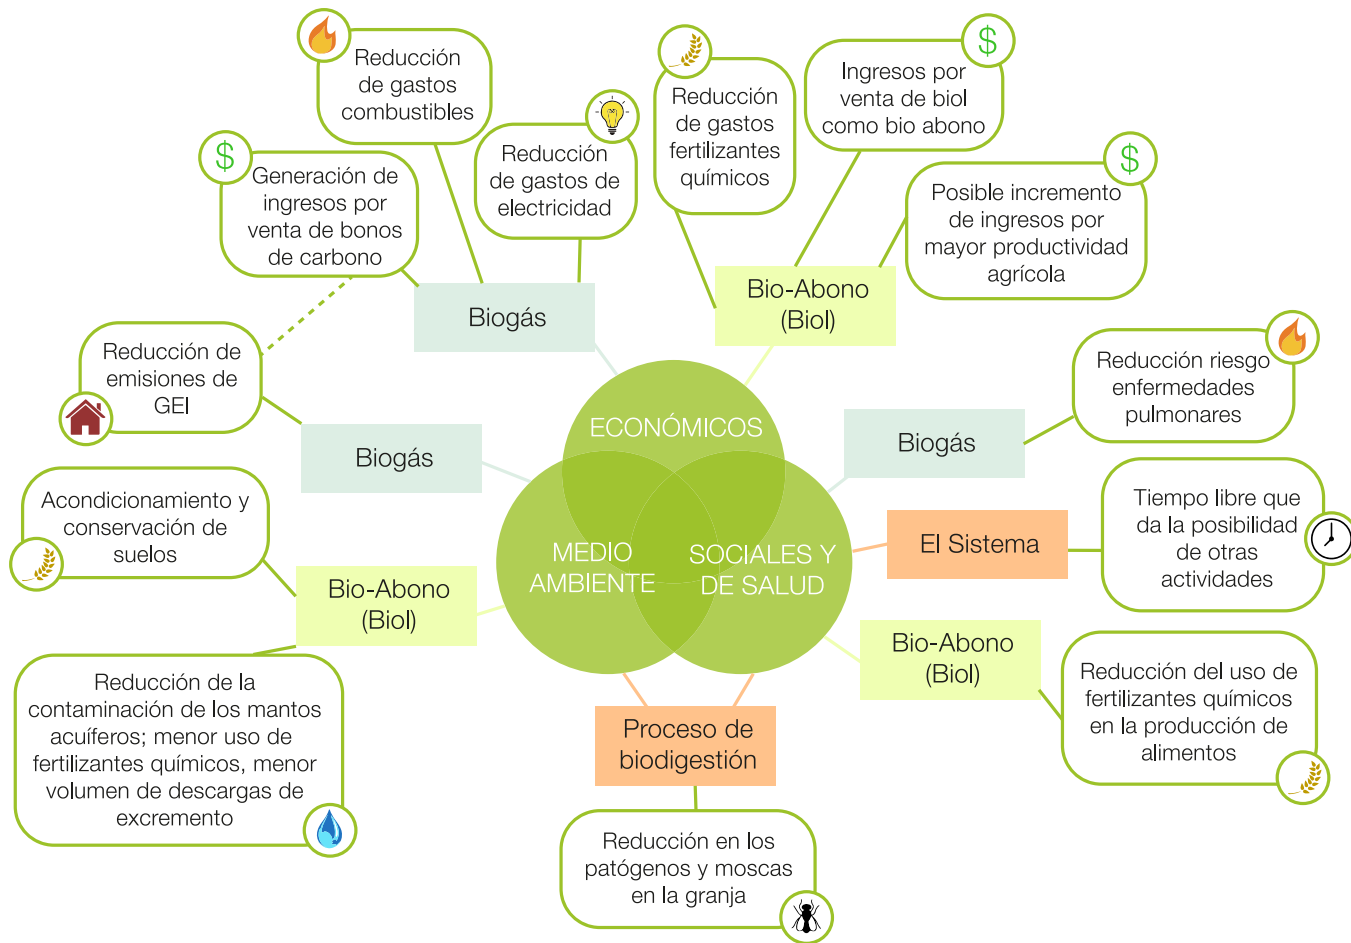 Reducción
de gastos
combustibles
$
Generación de
ingresos por
venta de bonos
de carbono
Reducción
de gastos de
electricidad
Biogás
Reducción
de gastos
fertilizantes
químicos
$
Ingresos por
venta de biol
como bio abono
$
Posible incremento
de ingresos por
mayor productividad
agrícola
Bio-Abono
(Biol)
Reducción de
emisiones de
GEI
Biogás
Acondicionamiento y
conservación de
suelos
Bio-Abono
(Biol)
Reducción de la
contaminación de los mantos
acuíferos; menor uso de
fertilizantes químicos, menor
volumen de descargas de
excremento
ECONÓMICOS
MEDIO
AMBIENTE
SOCIALES Y
DE SALUD
Biogás
Reducción riesgo
enfermedades
pulmonares
El Sistema
Tiempo libre que
da la posibilidad
de otras
actividades
Bio-Abono
(Biol)
Reducción del uso de
fertilizantes químicos
en la producción de
alimentos
Proceso de
biodigestión
Reducción en los
patógenos y moscas
en la granja